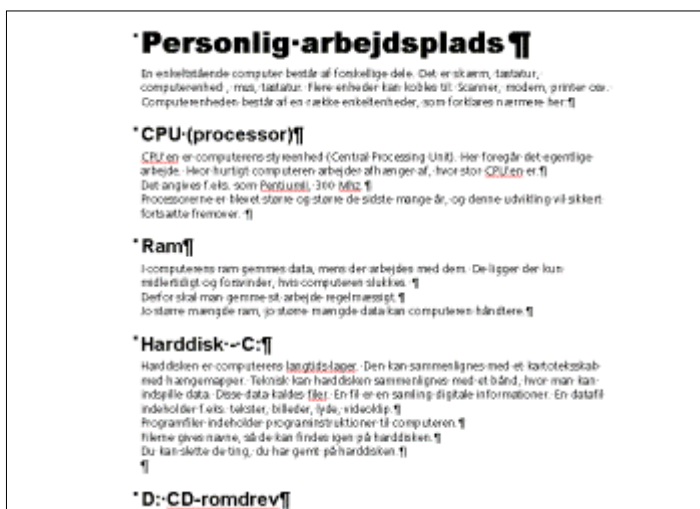 Personlig arbejdsplads¶
En enkeltstående computer består af forskellige dele. Det er skærm, tastatur,
computerenhed , mus, tastatur. Flere enheder kan kobles til: Scanner, modem, printer osv.
Computerenheden består af en række enkeltenheder, som forklares nærmere her:¶
CPU (processor)¶
CPU'en er computerens styreenhed (Central Processing Unit). Her foregår det egentlige
arbejde. Hvor hurtigt computeren arbejder afhænger af, hvor stor CPU'en er.¶
Det angives f.eks. som PentiumII, 300 Mhz.¶
Processorerne er blevet større og større de sidste mange år, og denne udvikling vil sikkert
fortsætte fremover. ¶
Ram¶
I computerens ram gemmes data, mens der arbejdes med dem. De ligger der kun
midlertidigt og forsvinder, hvis computeren slukkes. ¶
Derfor skal man gemme sit arbejde regelmæssigt.¶
Jo større mængde ram, jo større mængde data kan computeren håndtere.¶
Harddisk - C:¶
Harddisken er computerens langtids-lager. Den kan sammenlignes med et kartoteksskab
med hængemapper. Teknisk kan harddisken sammenlignes med et bånd, hvor man kan
indspille data. Disse data kaldes filer. En fil er en samling digitale informationer. En datafil
indeholder f.eks. tekster, billeder, lyde, videoklip.¶
Programfiler indeholder programinstruktioner til computeren.¶
Filerne gives navne, så de kan findes igen på harddisken.¶
Du kan slette de ting, du har gemt på harddisken.¶
¶
D: CD-romdrev¶